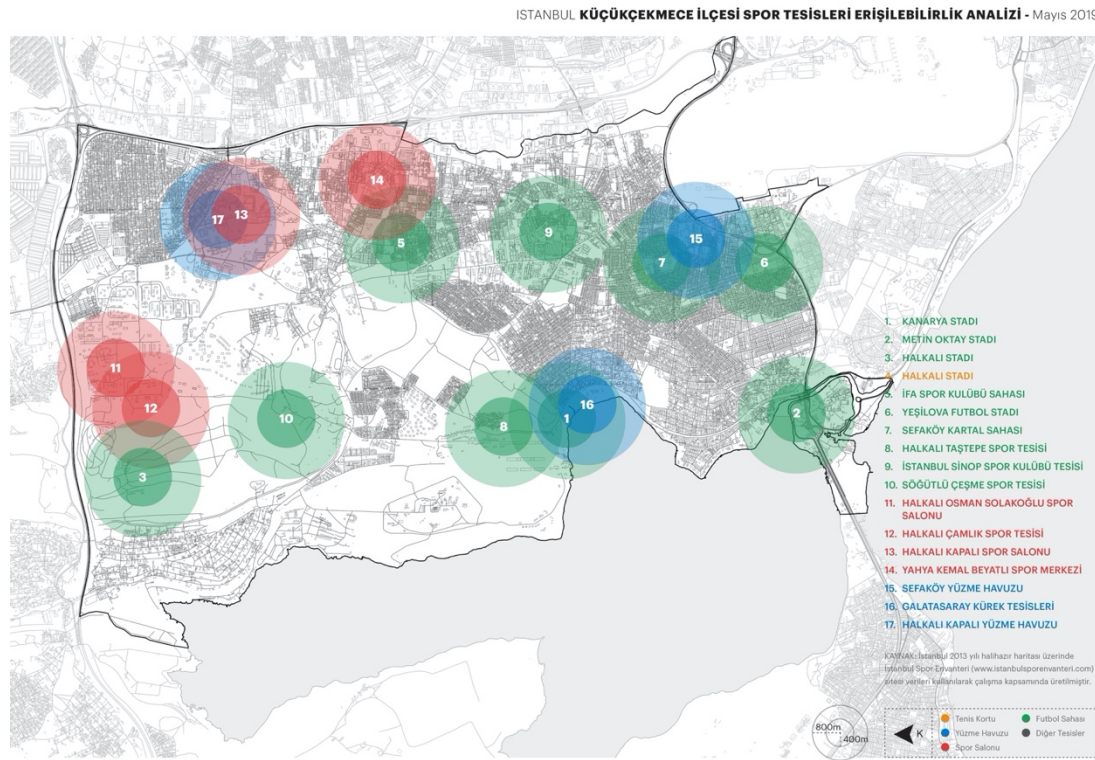 ISTANBUL KÜÇÜKÇEKMECE İLÇESİ SPOR TESİSLERİ ERİŞİLEBİLİRLİK ANALİZİ - Mayıs 2019
14
17
13
5
9
7
15
6
11
12
10
3
8
1
16
2
1. KANARYA STADI
2. METİN OKTAY STADI
3. HALKALI STADI
4. HALKALI STADI
5. İFA SPOR KULÜBÜ SAHASI
6. YEŞİLOVA FUTBOL STADI
7. SEFAKÖY KARTAL SAHASI
8. HALKALI TAŞTEPE SPOR TESİSİ
9. İSTANBUL SİNOP SPOR KULÜBÜ TESİSİ
10. SÖĞÜTLÜ ÇEŞME SPOR TESİSİ
11. HALKALI OSMAN SOLAKOĞLU SPOR
SALONU
12. HALKALI ÇAMLIK SPOR TESİSİ
13. HALKALI KAPALI SPOR SALONU
14. YAHYA KEMAL BEYATLI SPOR MERKEZİ
15. SEFAKÖY YÜZME HAVUZU
16. GALATASARAY KÜREK TESİSLERİ
17. HALKALI KAPALI YÜZME HAVUZU
KAYNAK: İstanbul 2013 yılı halihazır haritası üzerinde
İstanbul Spor Envanteri (www.istanbulsporenvanteri.com)
sitesi verileri kullanılarak çalışma kapsamında üretilmiştir.
800m
400m
K
Tenis Kortu
Futbol Sahası
Yüzme Havuzu
Diğer Tesisler
Spor Salonu